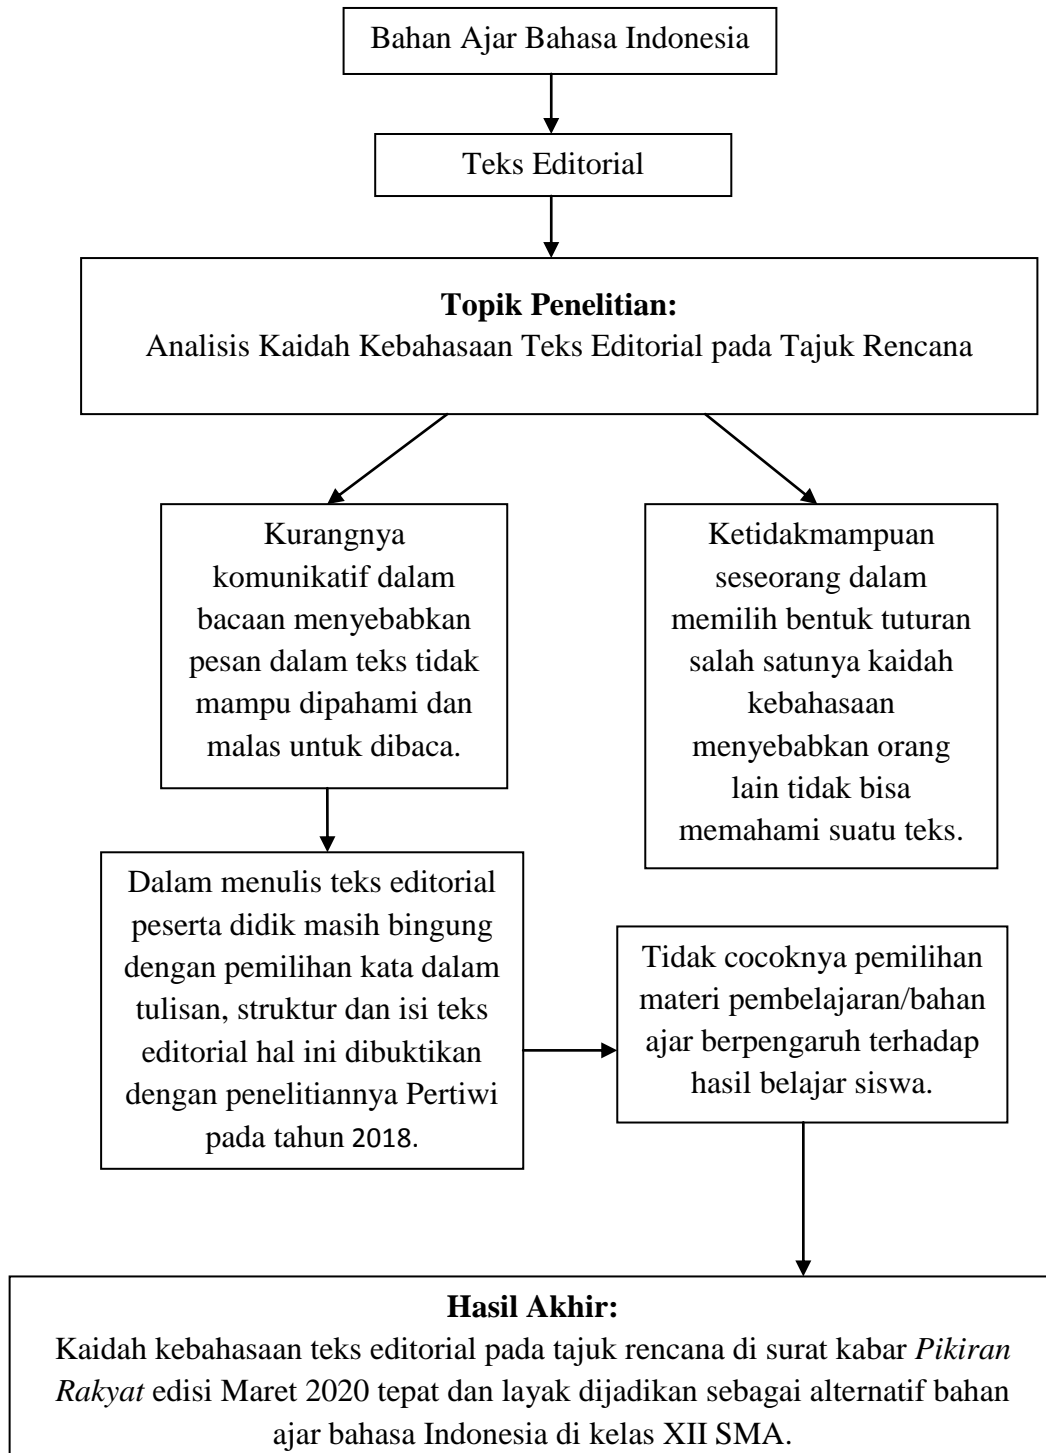 Bahan Ajar Bahasa Indonesia
Teks Editorial
Topik Penelitian:
Analisis Kaidah Kebahasaan Teks Editorial pada Tajuk Rencana
Kurangnya
komunikatif dalam
bacaan menyebabkan
pesan dalam teks tidak
mampu dipahami dan
malas untuk dibaca.
Ketidakmampuan
seseorang dalam
memilih bentuk tuturan
salah satunya kaidah
kebahasaan
menyebabkan orang
lain tidak bisa
memahami suatu teks.
Dalam menulis teks editorial
peserta didik masih bingung
dengan pemilihan kata dalam
tulisan, struktur dan isi teks
editorial hal ini dibuktikan
dengan penelitiannya Pertiwi
pada tahun 2018.
Tidak cocoknya pemilihan
materi pembelajaran/bahan
ajar berpengaruh terhadap
hasil belajar siswa.
Hasil Akhir:
Kaidah kebahasaan teks editorial pada tajuk rencana di surat kabar Pikiran
Rakyat edisi Maret 2020 tepat dan layak dijadikan sebagai alternatif bahan
ajar bahasa Indonesia di kelas XII SMA.